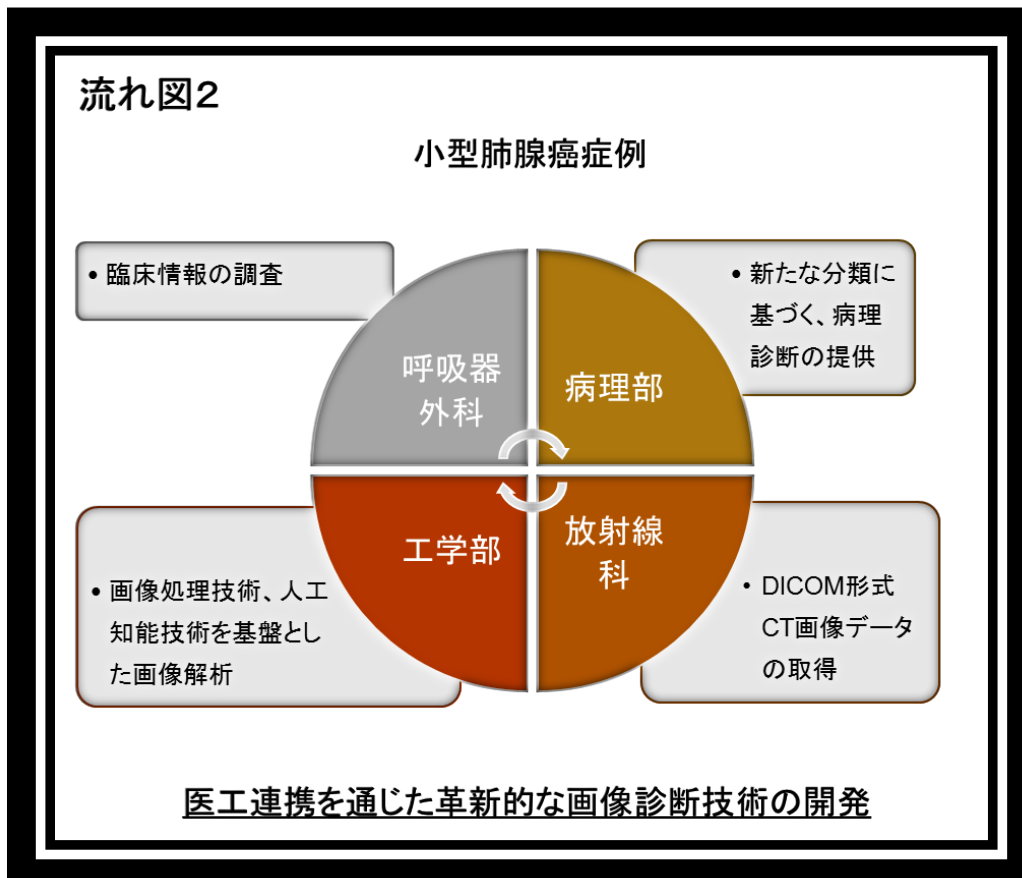 流れ図2
小型肺腺癌症例
• 臨床情報の調査
呼吸器
外科
病理部
• 新たな分類に
基づく、病理
診断の提供
工学部
• 画像処理技術、人工
知能技術を基盤とし
た画像解析
放射線
科
• DICOM形式
CT画像データ
の取得
医工連携を通じた革新的な画像診断技術の開発